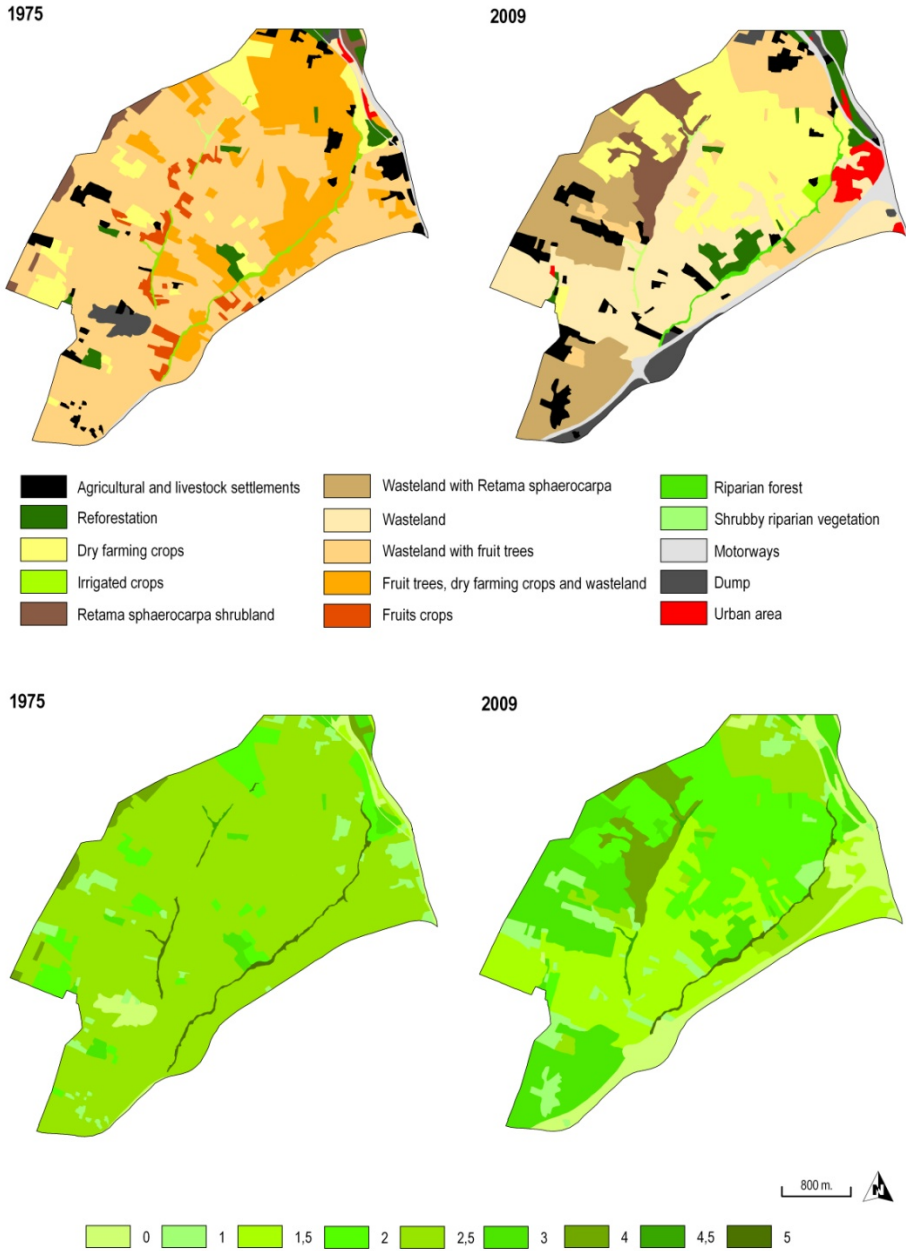 1975
2009
Agricultural and livestock settlements
Reforestation
Dry farming crops
Irrigated crops
Retama sphaerocarpa shrubland
Wasteland with Retama sphaerocarpa
Wasteland
Wasteland with fruit trees
Fruit trees, dry farming crops and wasteland
Fruits crops
Riparian forest
Shrubby riparian vegetation
Motorways
Dump
Urban area
1975
2009
800 m.
N
0 1 1,5 2 2,5 3 4 4,5 5